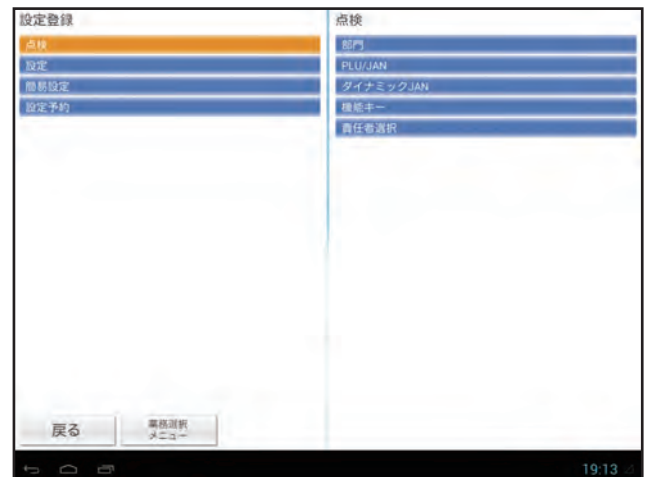 設定登録
点検
設定
簡易設定
設定予約
点検
部門
PLU/JAN
ダイナミックJAN
機能キー
責任者選択
戻る
業務選択
メニュー
19:13